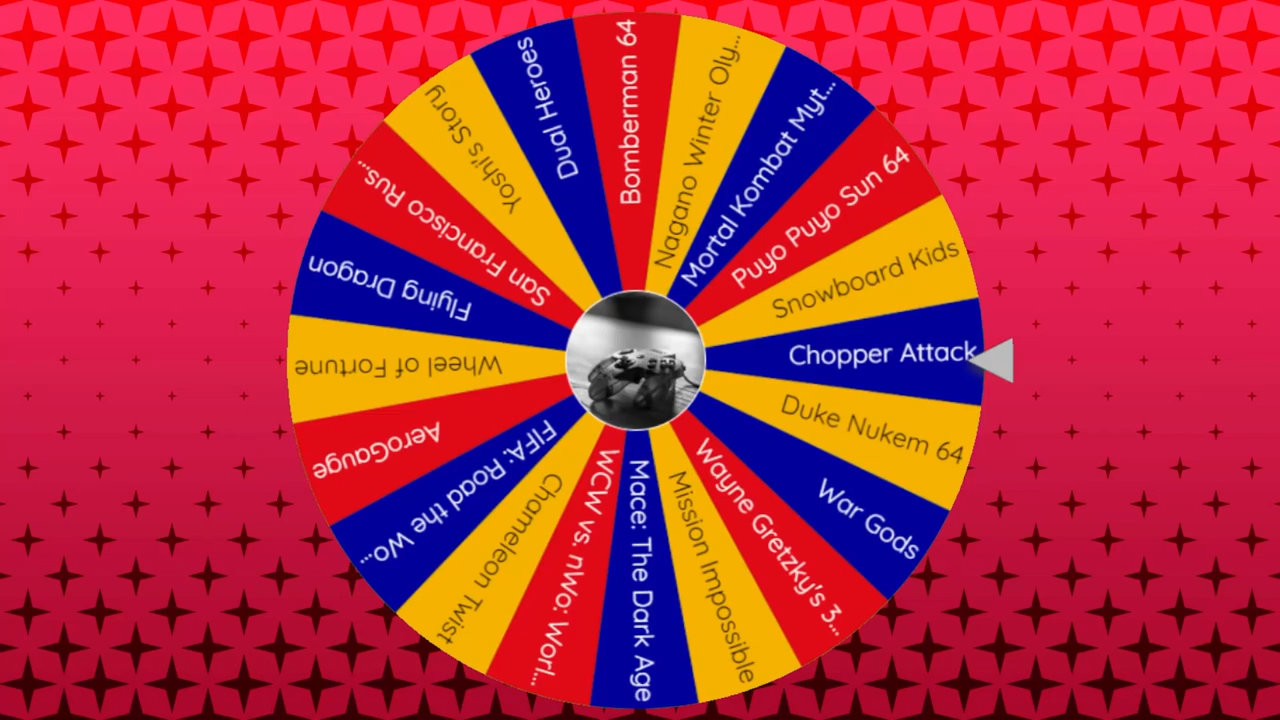 Bomberman 64
Nagano Winter Oly...
Mortal Kombat Myt...
Puyo Puyo Sun 64
Snowboard Kids
Chopper Attack
Duke Nukem 64
War Gods
Wayne Gretzky's 3...
Mission Impossible
Mace: The Dark Age
WCW vs. nWo: Worl...
Chameleon Twist
FIFA: Road the Wo...
AeroGauge
Wheel of Fortune
Flying Dragon
San Francisco Rus...
Yoshi's Story
Dual Heroes